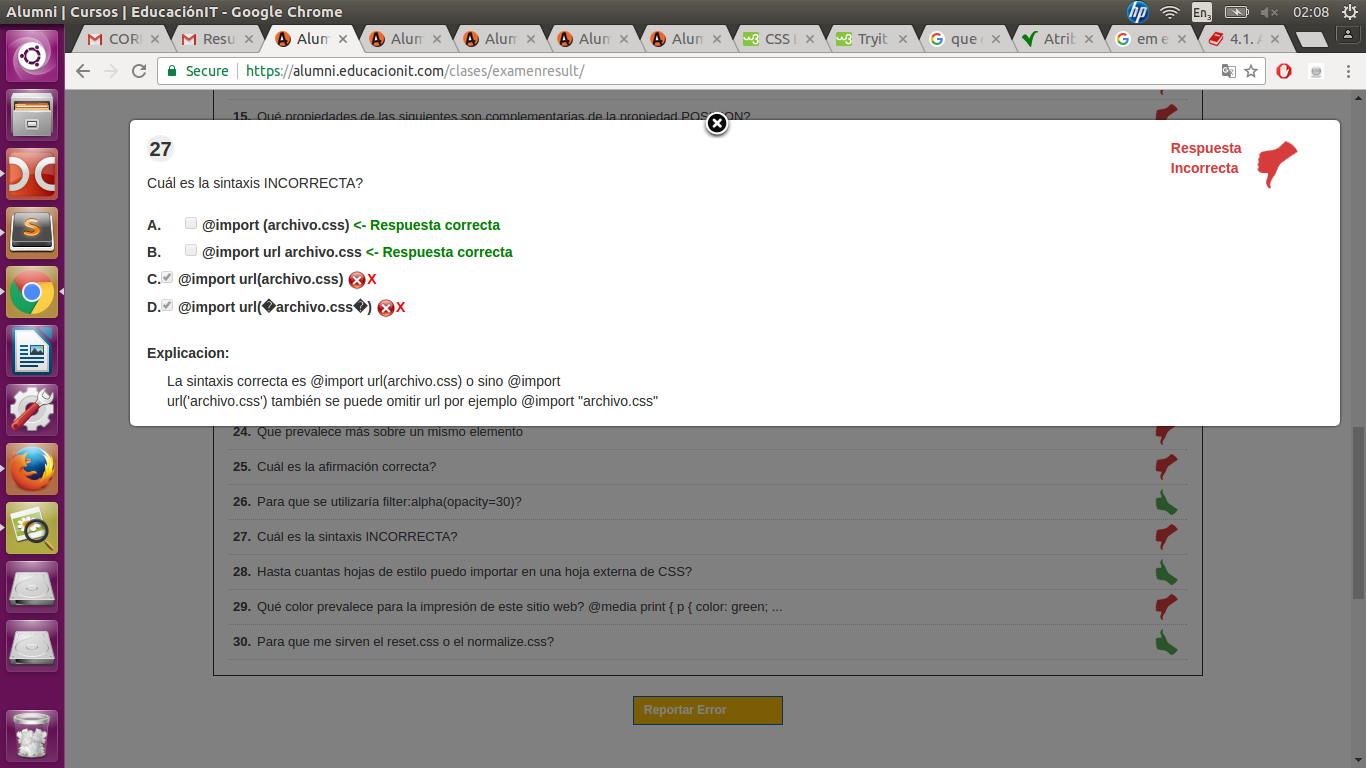 Alumni | Cursos | EducaciónIT - Google Chrome
En3
02:08
CORR
Resu
Alum
Alum
Alum
Alum
Alum
CSS
Tryit
que
Atrib
em e
4.1.
Secure
https://alumni.educacionit.com/clases/examenresult/
15. Qué propiedades de las siguientes son complementarias de la propiedad POSITION?
27
Respuesta
Incorrecta
Cuál es la sintaxis INCORRECTA?
A. @import (archivo.css) <- Respuesta correcta
B. @import url archivo.css <- Respuesta correcta
C. @import url(archivo.css) X
D. @import url(�archivo.css�) X
Explicacion:
La sintaxis correcta es @import url(archivo.css) o sino @import
url('archivo.css') también se puede omitir url por ejemplo @import "archivo.css"
24. Que prevalece más sobre un mismo elemento
25. Cuál es la afirmación correcta?
26. Para que se utilizaría filter:alpha(opacity=30)?
27. Cuál es la sintaxis INCORRECTA?
28. Hasta cuantas hojas de estilo puedo importar en una hoja externa de CSS?
29. Qué color prevalece para la impresión de este sitio web? @media print { p { color: green; ...
30. Para que me sirven el reset.css o el normalize.css?
Reportar Error